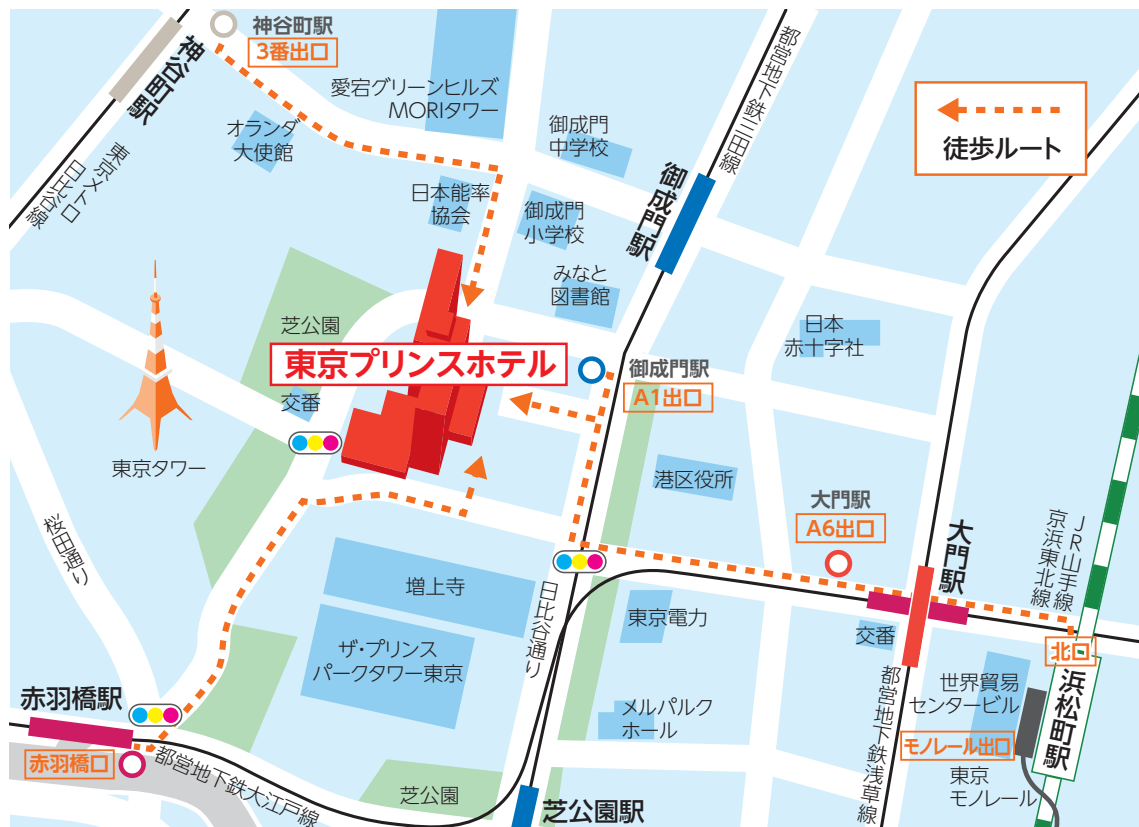 神谷町駅
3番出口
神谷町駅
愛宕グリーンヒルズ
MORIタワー
オランダ
大使館
御成門
中学校
都営地下鉄三田線
徒歩ルート
東京メトロ
日比谷線
日本能率
協会
御成門
小学校
御成門駅
みなと
図書館
日本
赤十字社
芝公園
東京プリンスホテル
御成門駅
A1出口
交番
東京タワー
港区役所
大門駅
A6出口
大門駅
JR山手線
京浜東北線
桜田通り
増上寺
日比谷通り
東京電力
交番
北口
ザ・プリンス
パークタワー東京
世界貿易
センタービル
浜松町駅
赤羽橋駅
メルパルク
ホール
都営地下鉄浅草線
モノレール出口
赤羽橋口
東京
モノレール
都営地下鉄大江戸線
芝公園
芝公園駅